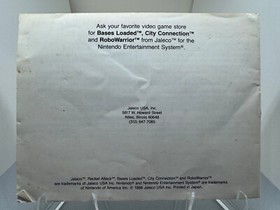 Ask your favorite video game store
for Bases Loaded™, City Connection™
and RoboWarrior™ from Jaleco™ for the
Nintendo Entertainment System®.
Jaleco USA, Inc.
Howard Street
Niles, Illinois 60648
(312)
Jaleco™, Racket Attack™, Bases Loaded™, City Connection™ and RoboWarrior™
are trademarks of Jaleco USA Inc. Nintendo® and Nintendo Entertainment System® are trademarks
of Nintendo of America Inc. © 1988 Jaleco USA Inc. Printed in Japan.